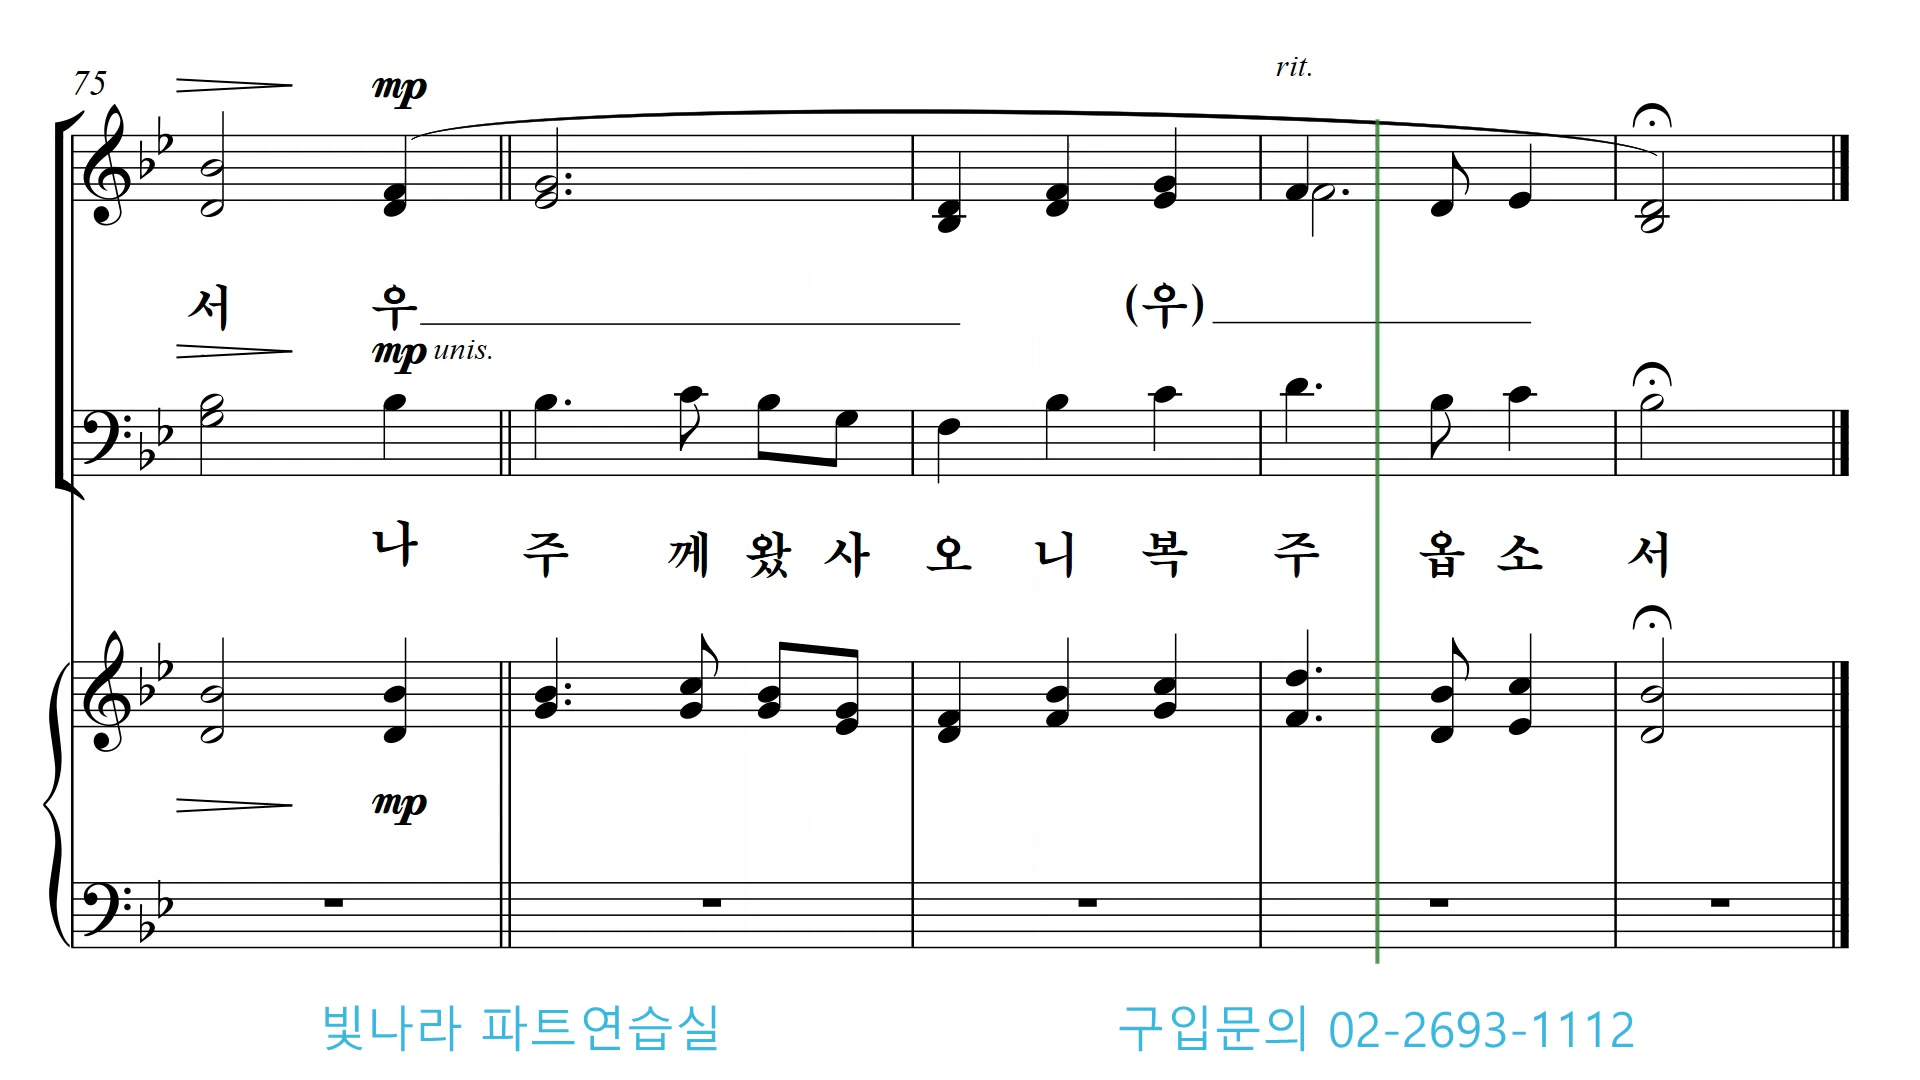 75 mp rit.
서 우 (우)
mp unis.
나 주 께 왔 사 오 니 복 주 옵 소 서
mp
빛나라 파트연습실 구입문의 02-2693-1112